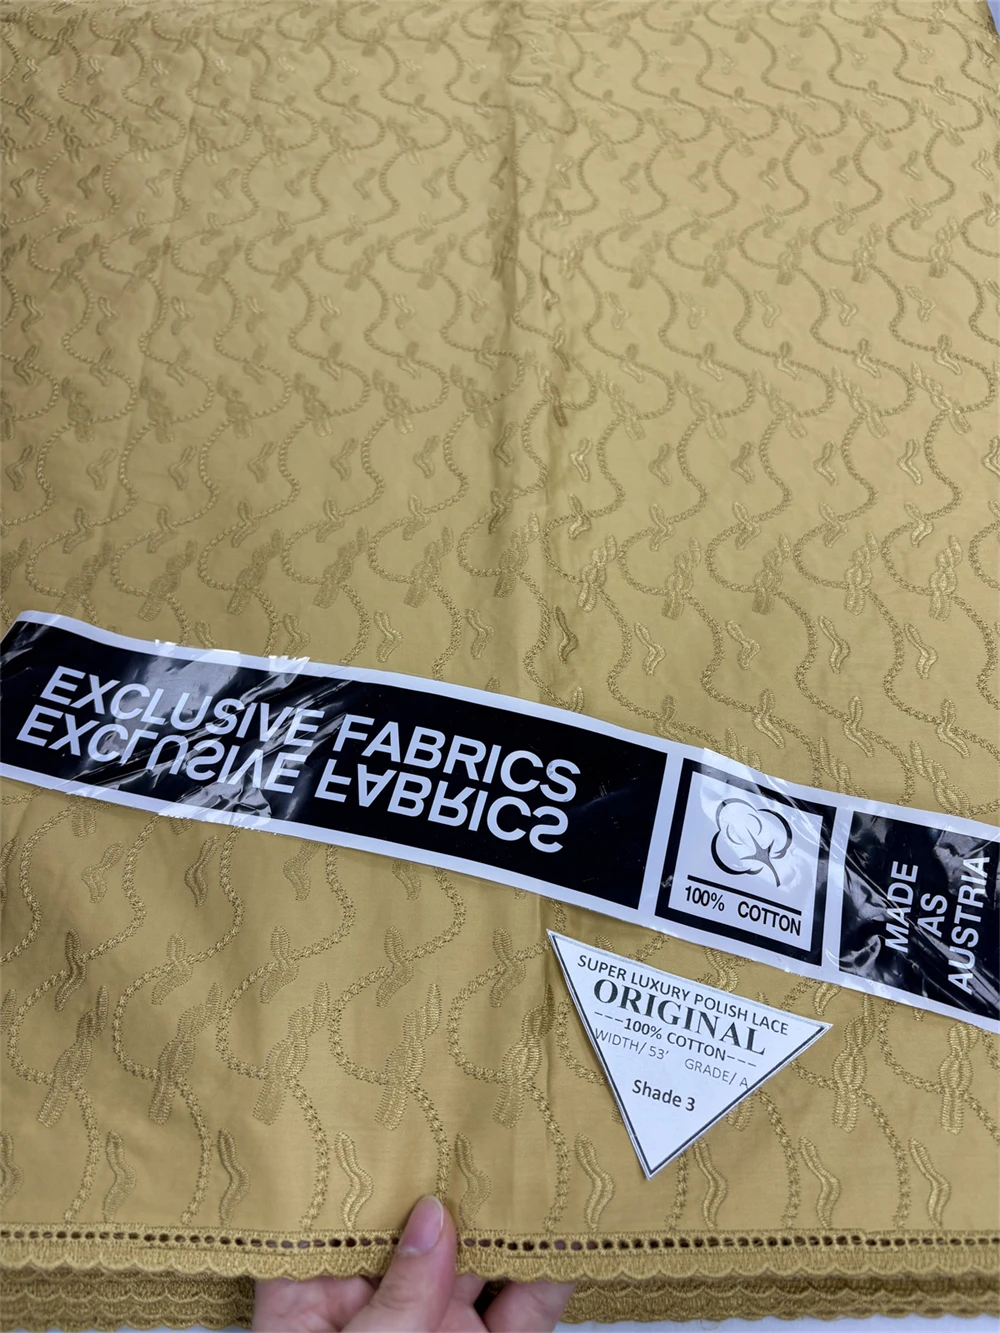 EXCLUSIVE FABRICS
EXCLUSIVE FABRICS
100% COTTON
MADE
AS
AUSTRIA
SUPER LUXURY POLISH LACE
ORIGINAL
---100% COTTON---
WIDTH/ 53' GRADE/ A
Shade 3